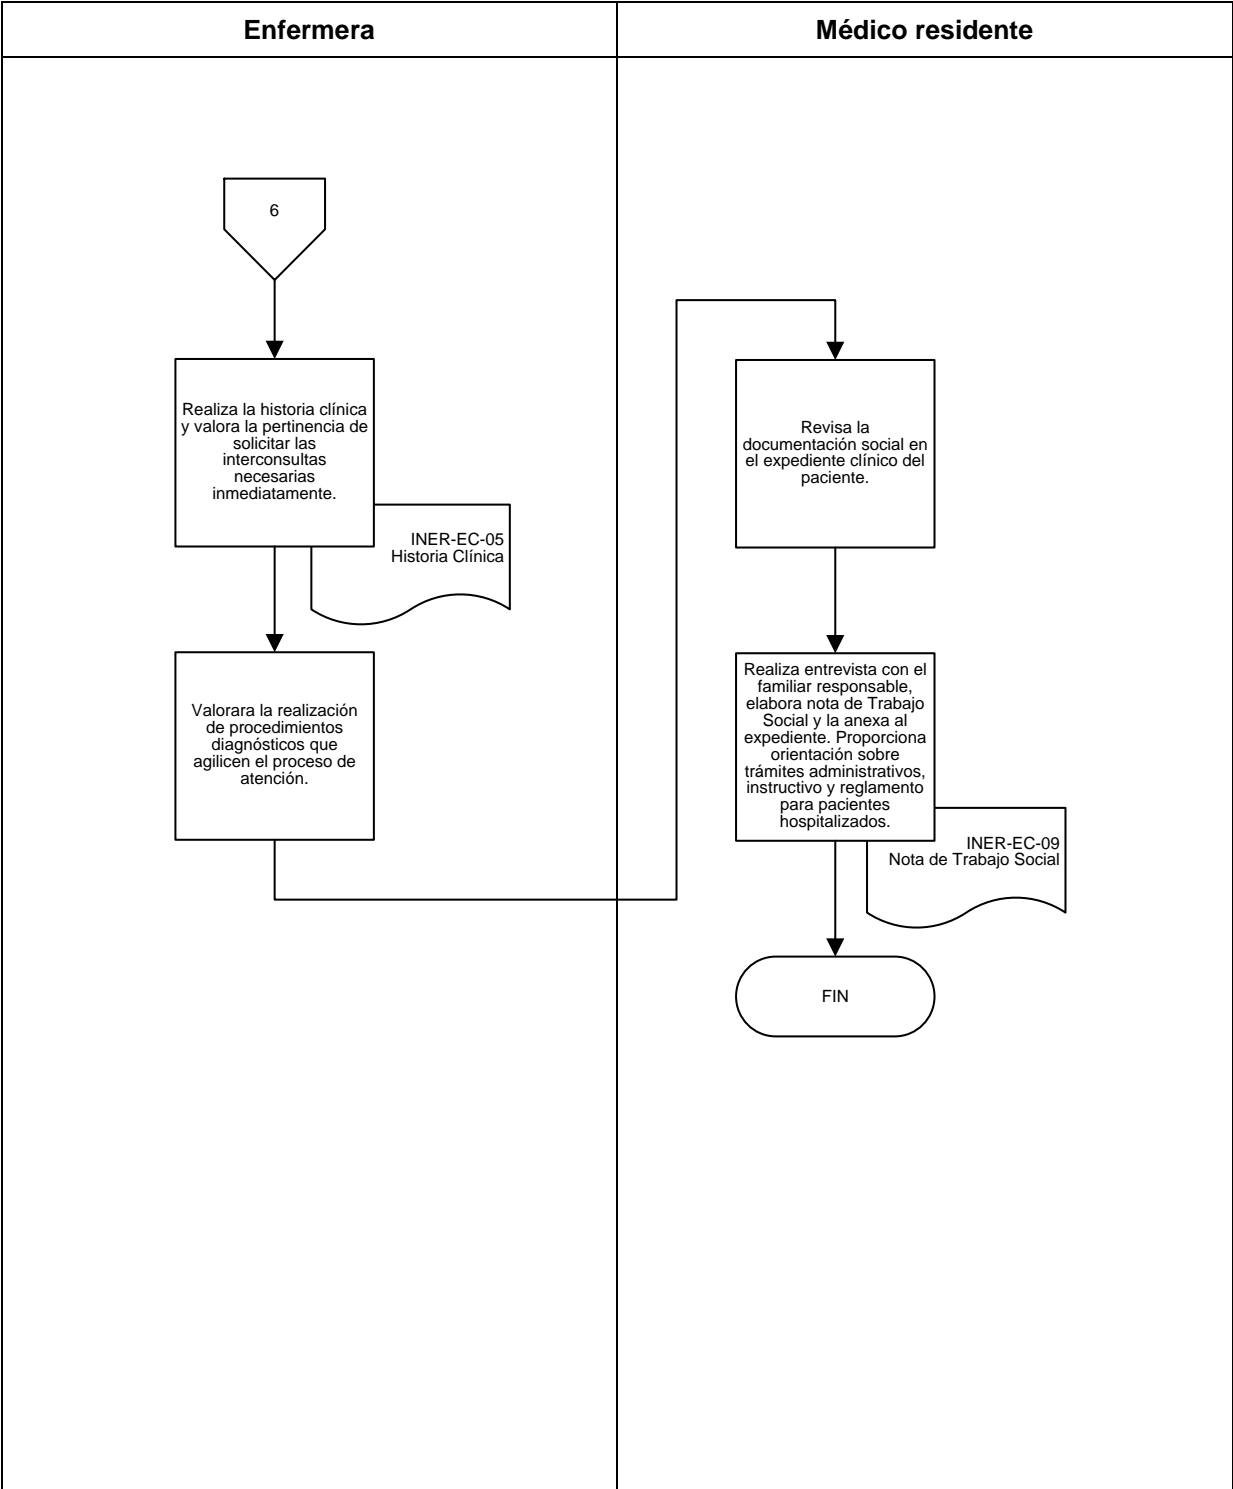 Enfermera
Médico residente
6
Realiza la historia clínica
y valora la pertinencia de
solicitar las
interconsultas
necesarias
inmediatamente.
INER-EC-05
Historia Clínica
Valorara la realización
de procedimientos
diagnósticos que
agilicen el proceso de
atención.
Revisa la
documentación social en
el expediente clínico del
paciente.
Realiza entrevista con el
familiar responsable,
elabora nota de Trabajo
Social y la anexa al
expediente. Proporciona
orientación sobre
trámites administrativos,
instructivo y reglamento
para pacientes
hospitalizados.
INER-EC-09
Nota de Trabajo Social
FIN